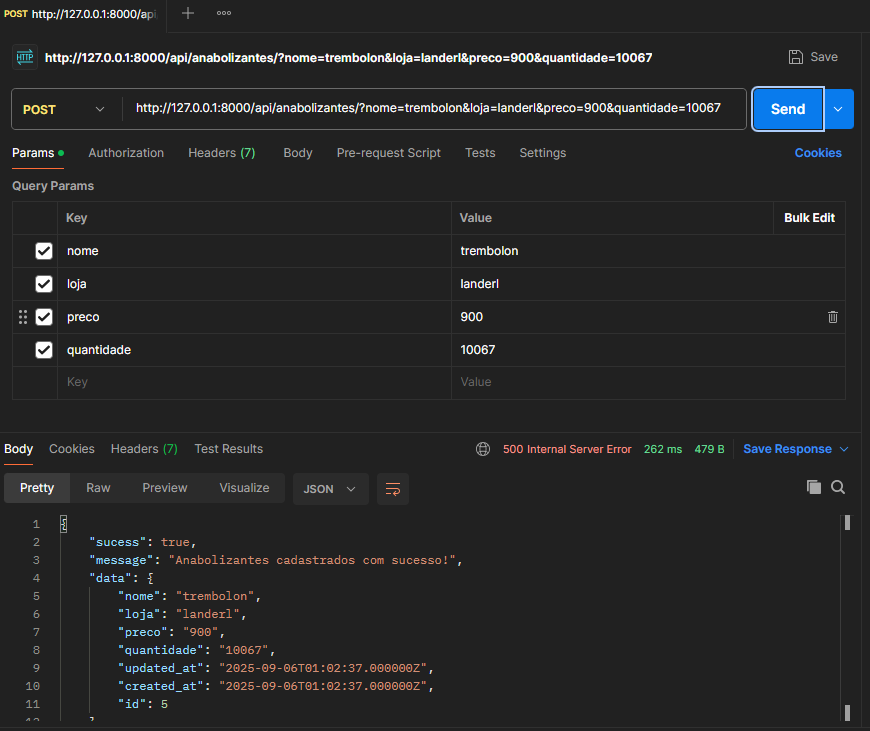 POST http://127.0.0.1:8000/api
HTTP http://127.0.0.1:8000/api/anabolizantes/?nome=trembolon&loja=landerl&preco=900&quantidade=10067 Save
POST http://127.0.0.1:8000/api/anabolizantes/?nome=trembolon&loja=landerl&preco=900&quantidade=10067 Send
Params Authorization Headers (7) Body Pre-request Script Tests Settings Cookies
Query Params
Key Value Bulk Edit
nome trembolon
loja landerl
preco 900
quantidade 10067
Key Value
Body Cookies Headers (7) Test Results 500 Internal Server Error 262 ms 479 B Save Response
Pretty Raw Preview Visualize JSON
1 {
2 "sucess": true,
3 "message": "Anabolizantes cadastrados com sucesso!",
4 "data": {
5 "nome": "trembolon",
6 "loja": "landerl",
7 "preco": "900",
8 "quantidade": "10067",
9 "updated_at": "2025-09-06T01:02:37.000000Z",
10 "created_at": "2025-09-06T01:02:37.000000Z",
11 "id": 5